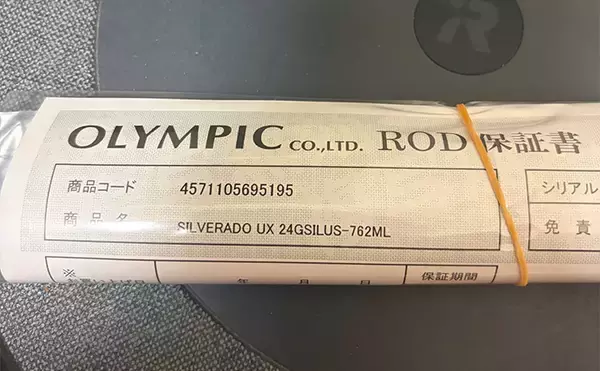 OLYMPIC CO.,LTD. ROD 保証書
商品コード 4571105695195 シリアル
商品名 SILVERADO UX 24GSILUS-762ML 免責
※ 年 月 日 保証期間